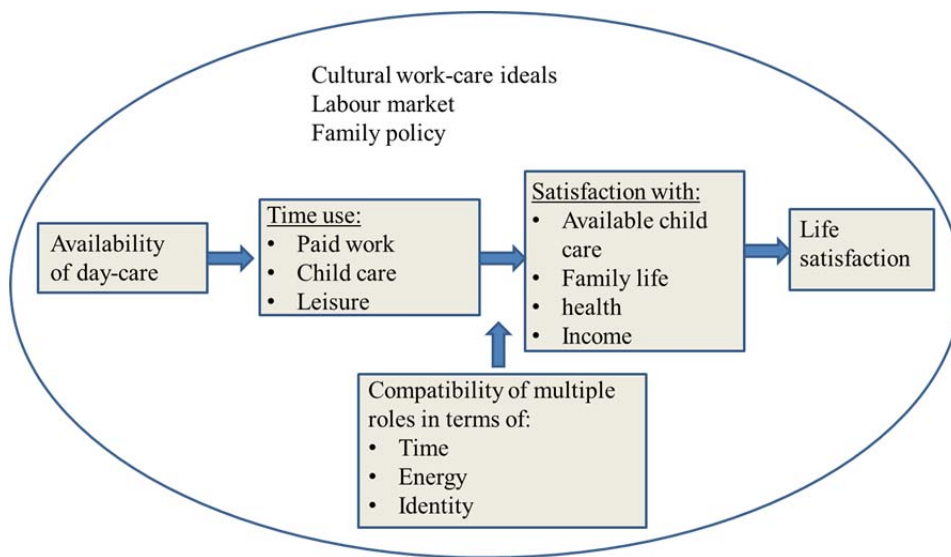 Cultural work-care ideals
Labour market
Family policy
Availability
of day-care
Time use:
• Paid work
• Child care
• Leisure
Satisfaction with:
• Available child
care
• Family life
• health
• Income
Life
satisfaction
Compatibility of multiple
roles in terms of:
• Time
• Energy
• Identity